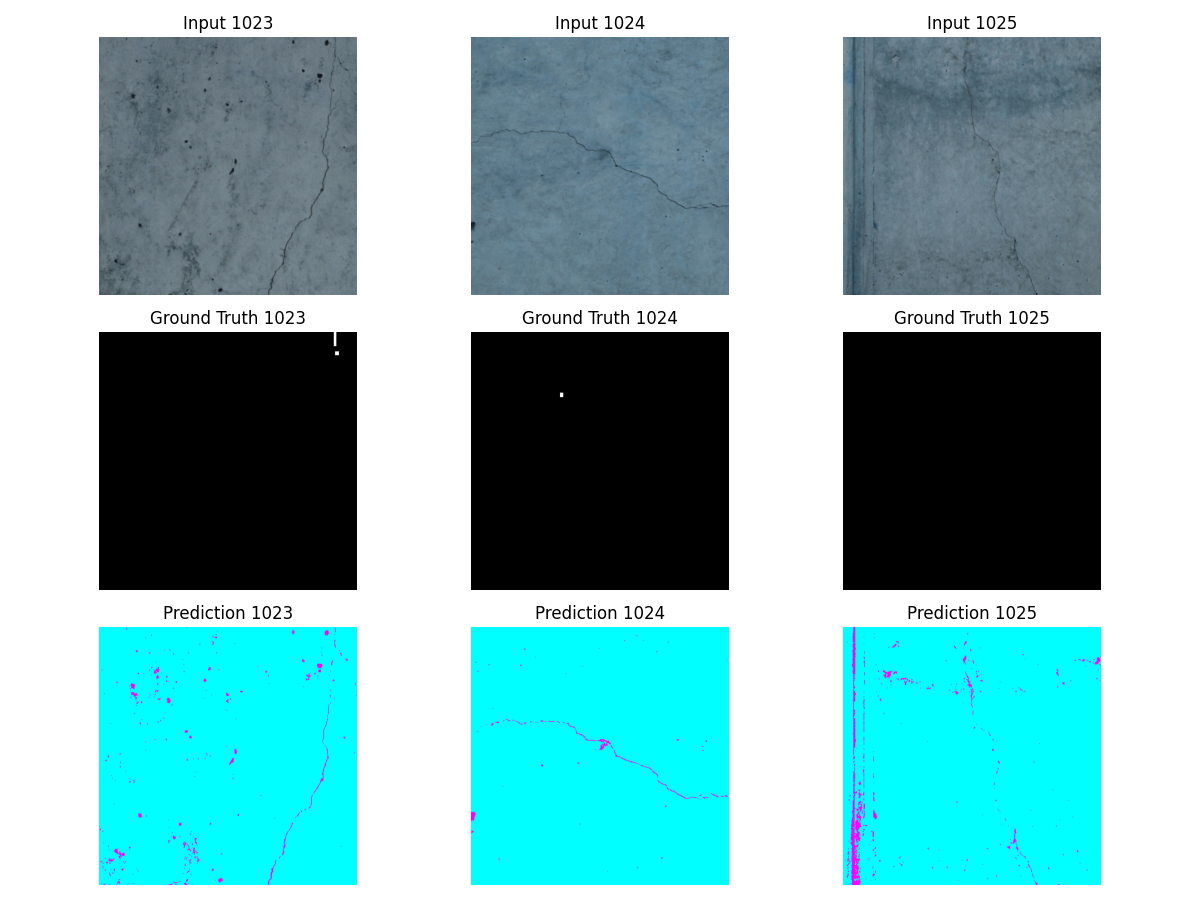 Input 1023
Input 1024
Input 1025
Ground Truth 1023
Ground Truth 1024
Ground Truth 1025
Prediction 1023
Prediction 1024
Prediction 1025